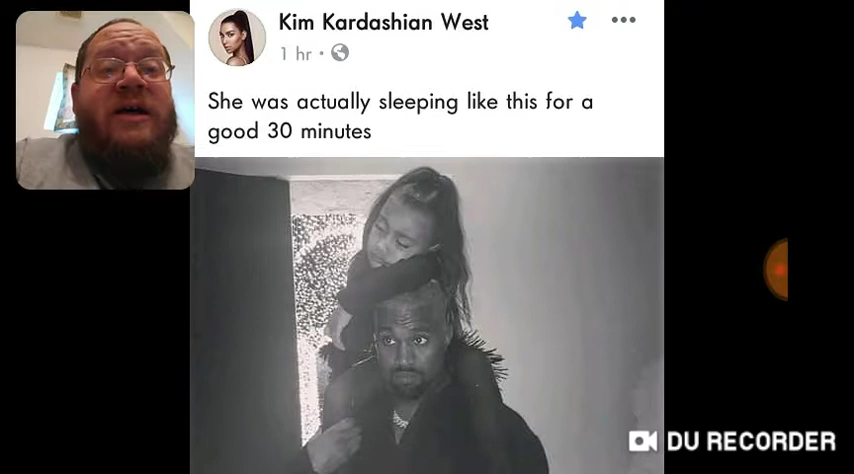 Kim Kardashian West
1 hr ·
She was actually sleeping like this for a
good 30 minutes
DU RECORDER